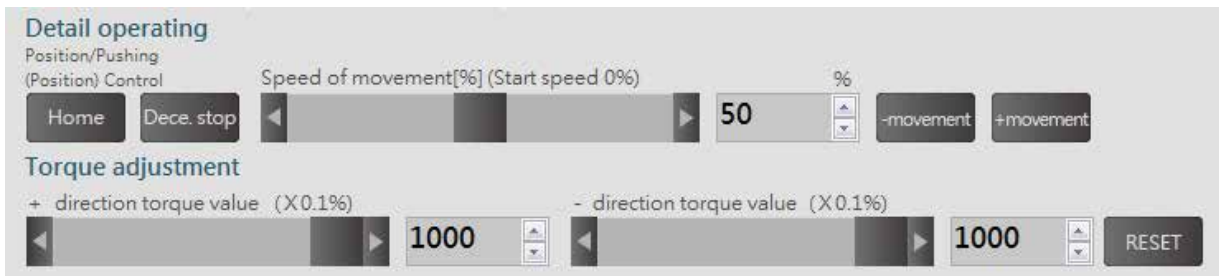 Detail operating
Position/Pushing
(Position) Control
Speed of movement[%] (Start speed 0%)
%
Home
Dece. stop
50
-movement
+movement
Torque adjustment
+ direction torque value (X0.1%)
- direction torque value (X0.1%)
1000
1000
RESET